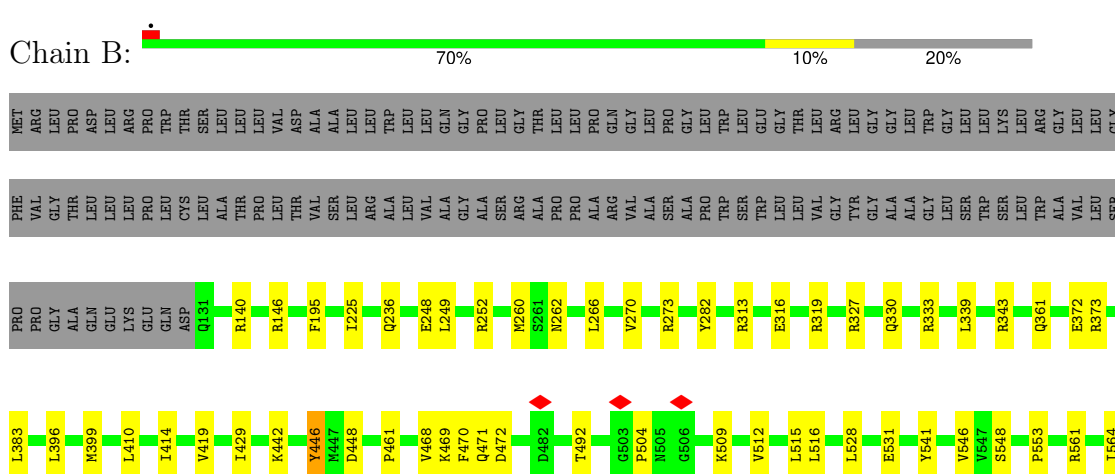 Chain B:
70% 10% 20%
MET ARG LEU PRO ASP LEU ARG PRO TRP THR SER LEU LEU LEU VAL ASP ALA ALA LEU LEU TRP LEU LEU GLN GLY PRO LEU GLY THR LEU LEU PRO GLN GLY LEU PRO GLY LEU TRP LEU GLU GLY THR LEU ARG LEU GLY GLY LEU TRP GLY LEU LEU LYS LEU ARG GLY LEU LEU GLY
PHE VAL GLY THR LEU LEU LEU PRO LEU CYS LEU ALA THR PRO LEU THR VAL SER LEU ARG ALA LEU VAL ALA GLY ALA SER ARG ALA PRO PRO ALA ARG VAL ALA SER ALA PRO TRP SER TRP LEU LEU VAL GLY TYR GLY ALA ALA GLY LEU SER TRP SER LEU TRP ALA VAL LEU SER
PRO PRO GLY ALA GLN GLU LYS GLU GLN ASP Q131 R140 R146 F195 I225 Q236 E248 L249 R252 M260 S261 N262 L266 V270 R273 Y282 R313 E316 R319 R327 Q330 R333 L339 R343 Q361 E372 R373
L383 L396 M399 L410 I414 V419 I429 K442 Y446 M447 D448 P461 V468 K469 F470 Q471 D472 D482 T492 G503 P504 N505 G506 K509 V512 L515 L516 L528 E531 Y541 V546 V547 S548 P553 R561 I564